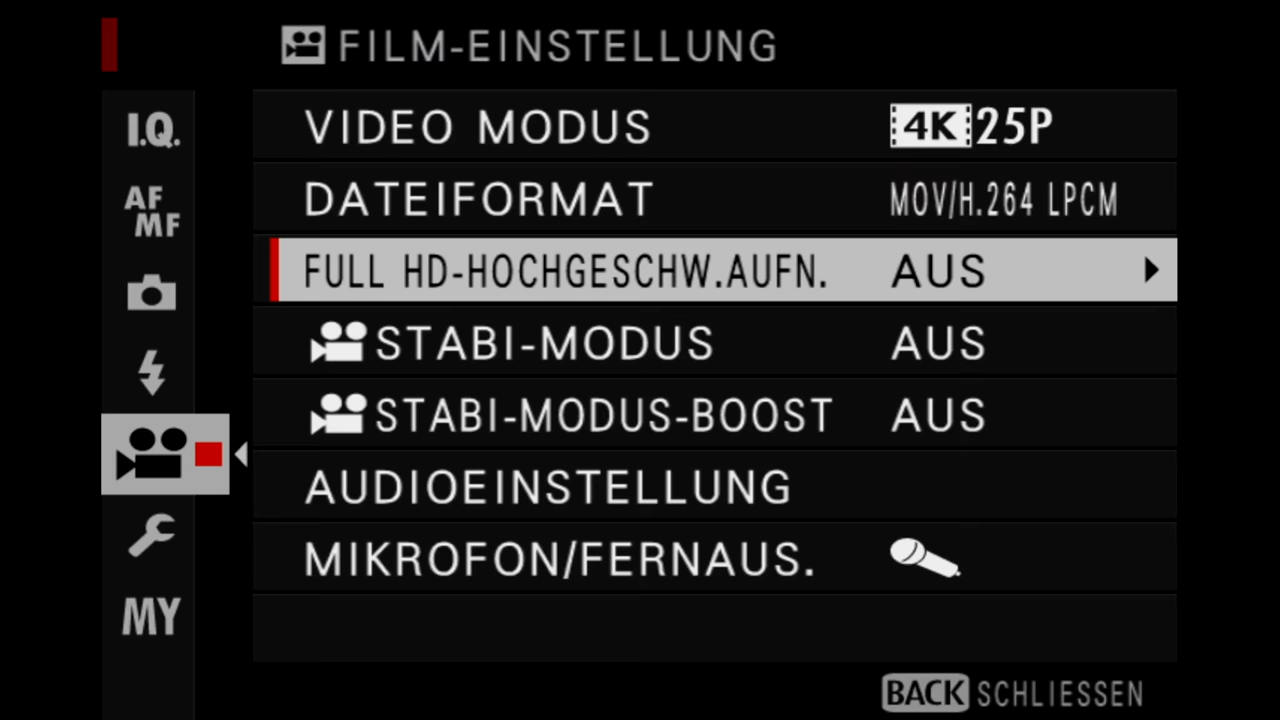 FILM-EINSTELLUNG
I.Q.
AF
MF
MY
VIDEO MODUS 4K 25P
DATEIFORMAT MOV/H.264 LPCM
FULL HD-HOCHGESCHW.AUFN. AUS
STABI-MODUS AUS
STABI-MODUS-BOOST AUS
AUDIOEINSTELLUNG
MIKROFON/FERNAUS.
BACK SCHLIESSEN